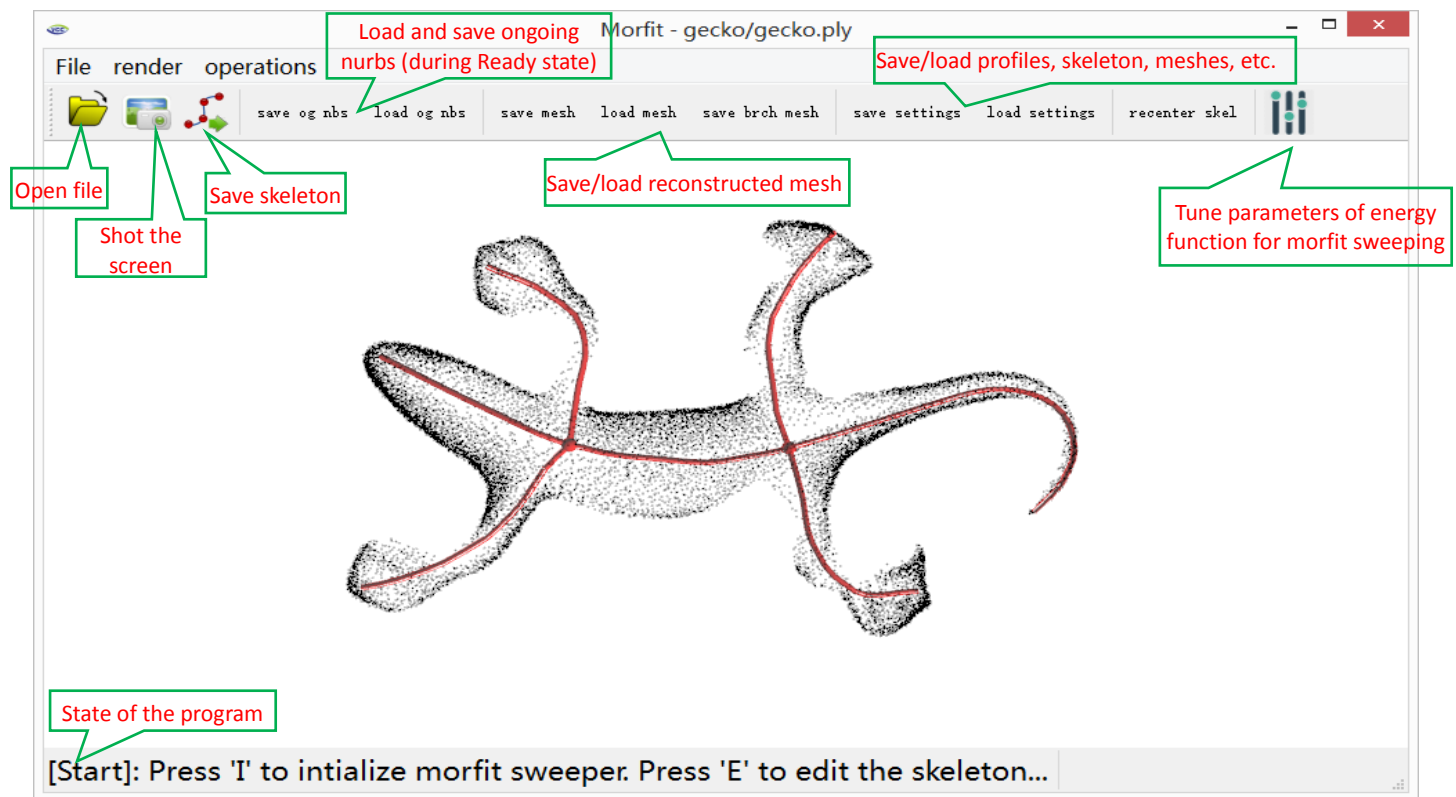 Morfit - gecko/gecko.ply
Load and save ongoing
nurbs (during Ready state)
Save/load profiles, skeleton, meshes, etc.
File render operations
save og nbs load og nbs save mesh load mesh save brch mesh save settings load settings recenter skel
Open file
Shot the
screen
Save skeleton
Save/load reconstructed mesh
Tune parameters of energy
function for morfit sweeping
State of the program
[Start]: Press 'I' to intialize morfit sweeper. Press 'E' to edit the skeleton...